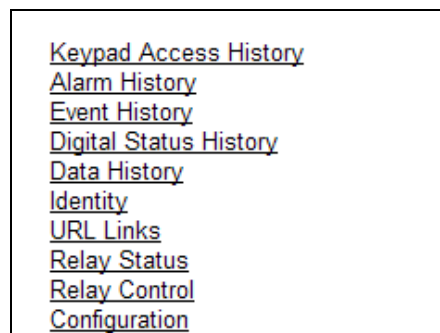 Keypad Access History
Alarm History
Event History
Digital Status History
Data History
Identity
URL Links
Relay Status
Relay Control
Configuration